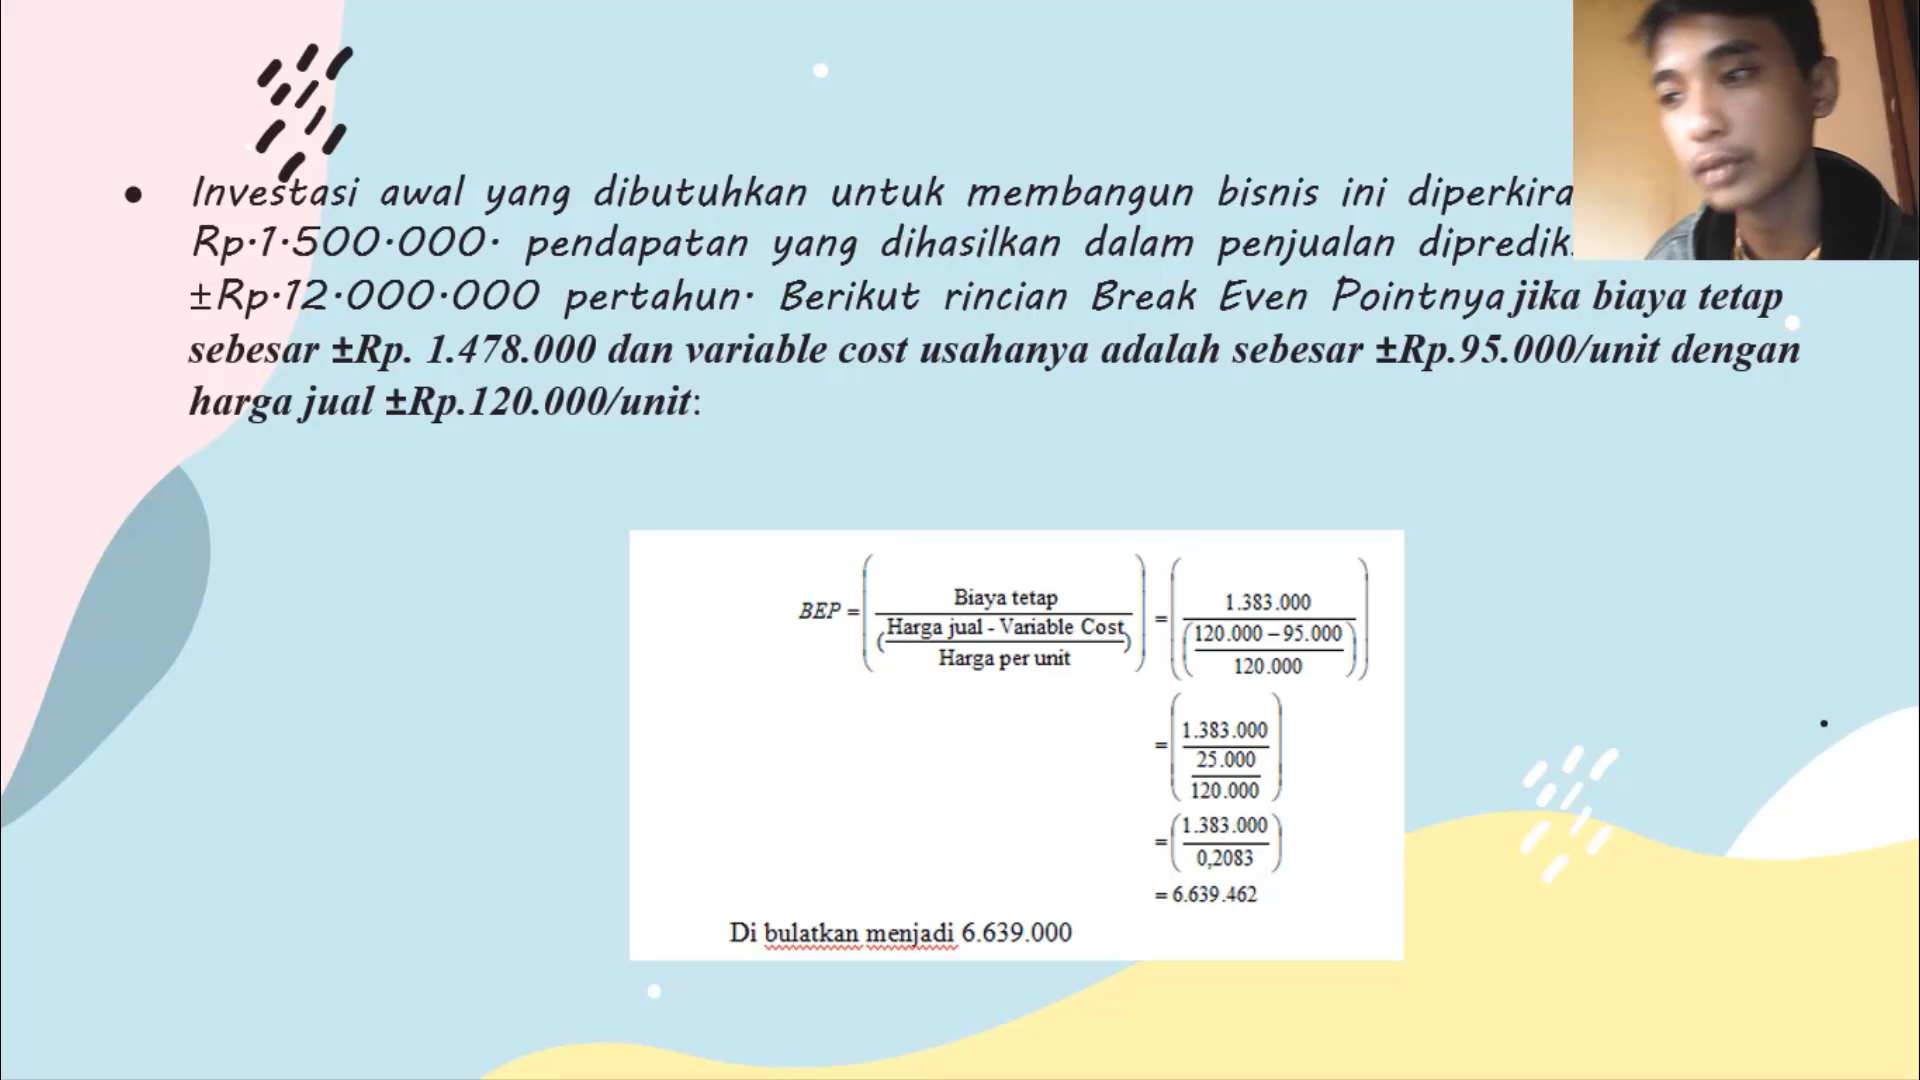 • Investasi awal yang dibutuhkan untuk membangun bisnis ini
Rp.1.500.000. pendapatan yang dihasilkan dalam penjualan
±Rp.12.000.000 pertahun. Berikut rincian Break Even Pointnya jika biaya tetap
sebesar ±Rp. 1.478.000 dan variable cost usahanya adalah sebesar ±Rp.95.000/unit dengan
harga jual ±Rp.120.000/unit:
BEP = ( Biaya tetap = ( 1.383.000
(Harga jual - Variable Cost) (120.000 – 95.000
Harga per unit ) 120.000 ) )
= ( 1.383.000
25.000
120.000 )
= ( 1.383.000
0,2083 )
= 6.639.462
Di bulatkan menjadi 6.639.000